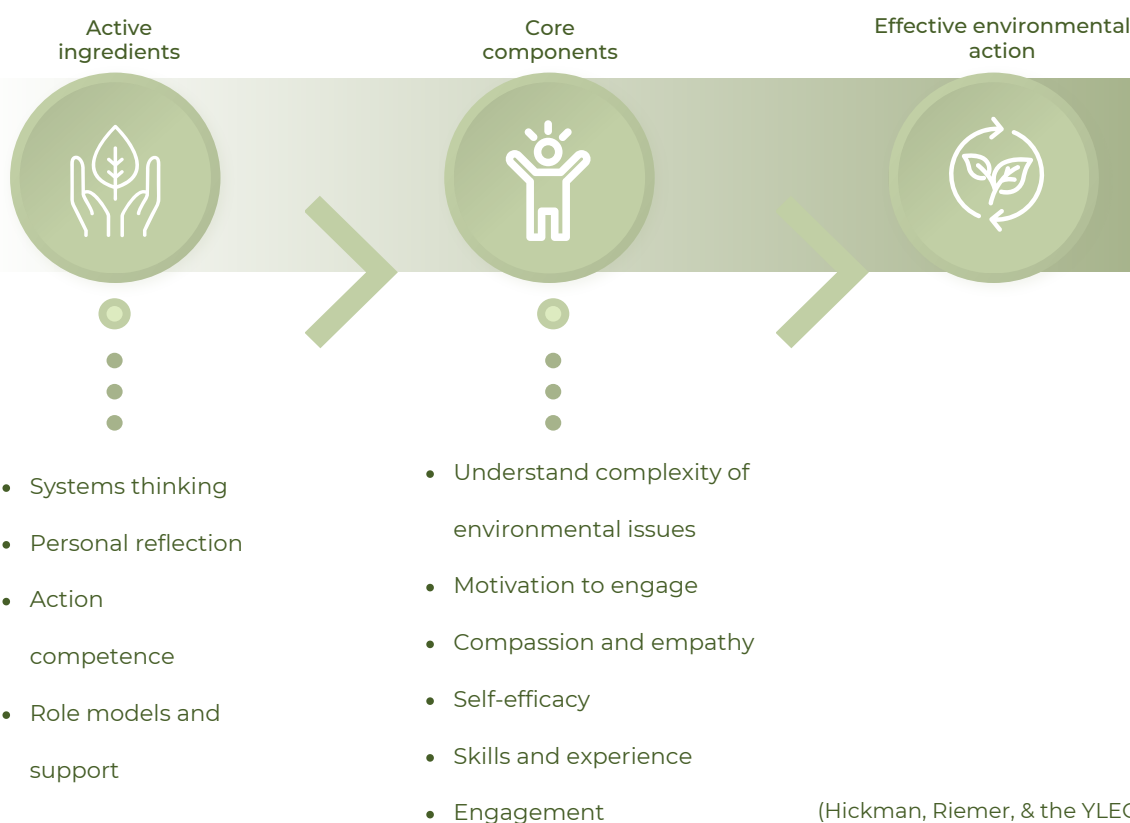 Active
ingredients
Core
components
Effective environmental
action
• Systems thinking
• Personal reflection
• Action
competence
• Role models and
support
• Understand complexity of
environmental issues
• Motivation to engage
• Compassion and empathy
• Self-efficacy
• Skills and experience
• Engagement
(Hickman, Riemer, & the